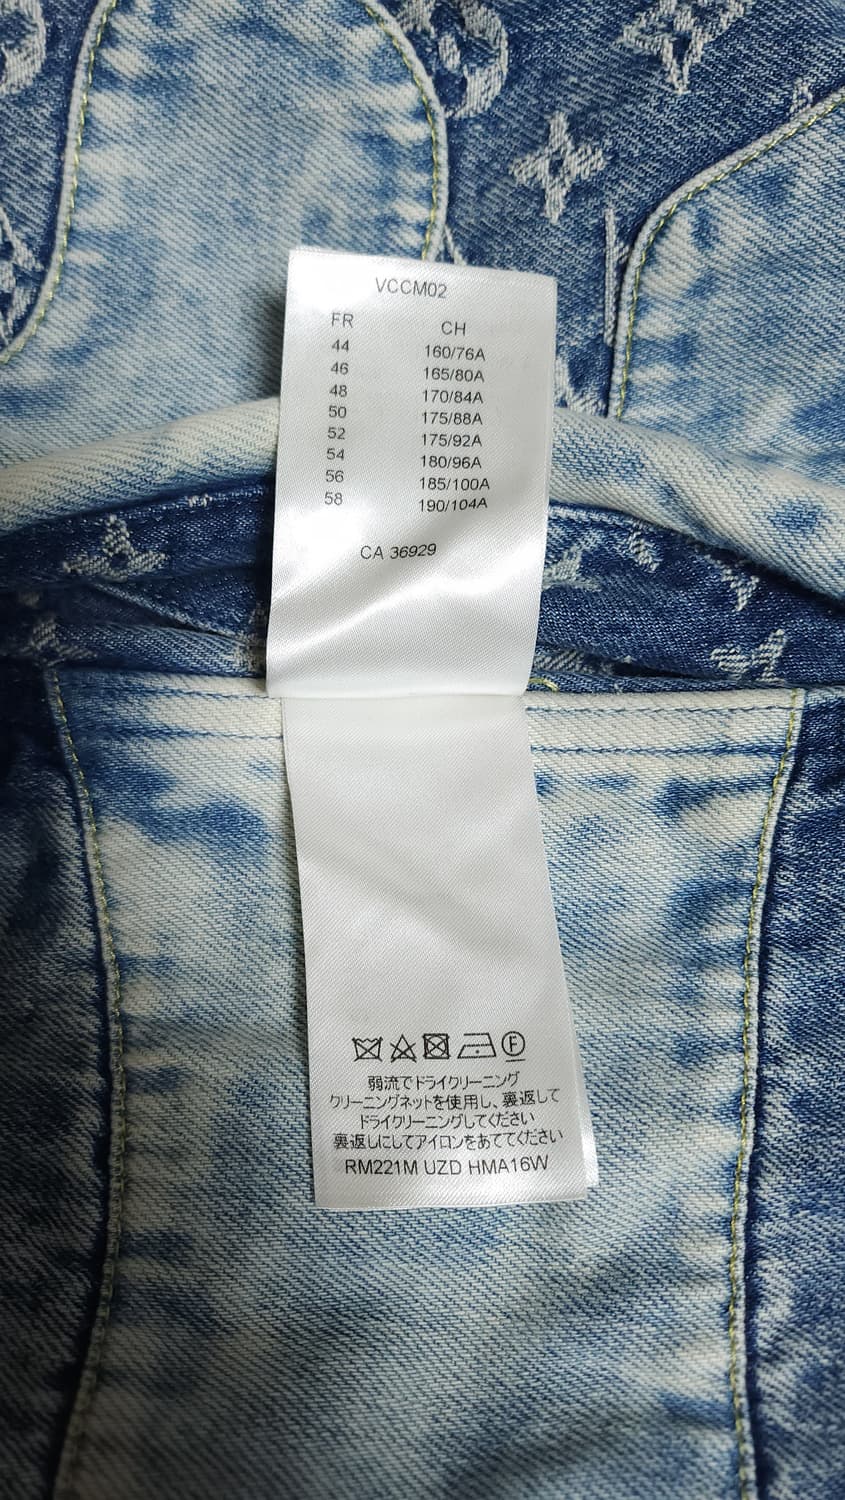 VCCM02
FR CH
44 160/76A
46 165/80A
48 170/84A
50 175/88A
52 175/92A
54 180/96A
56 185/100A
58 190/104A
CA 36929
F
弱流でドライクリーニング
クリーニングネットを使用し、裏返して
ドライクリーニングしてください
裏返しにしてアイロンをあててください
RM221M UZD HMA16W